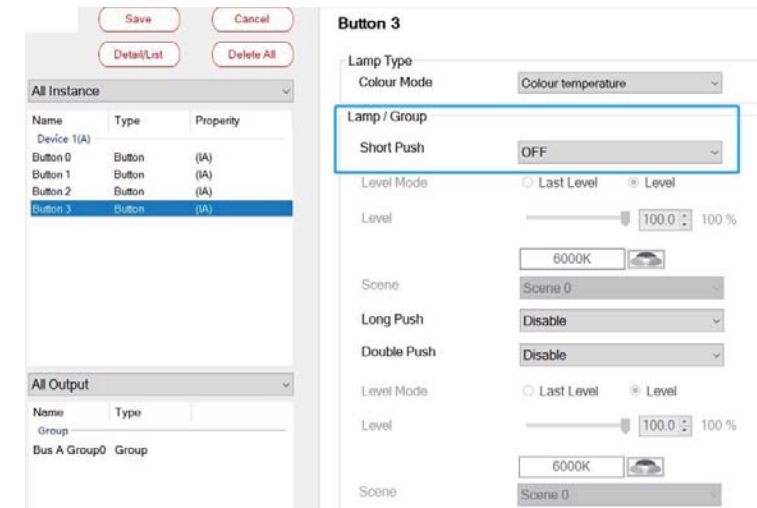 Save Cancel
Detail/List Delete All
All Instance
Name Type Properity
Device 1(A)
Button 0 Button (IA)
Button 1 Button (IA)
Button 2 Button (IA)
Button 3 Button (IA)
All Output
Name Type
Group
Bus A Group0 Group
Button 3
Lamp Type
Colour Mode Colour temperature
Lamp / Group
Short Push OFF
Level Mode Last Level Level
Level 100.0 100 %
6000K
Scene Scene 0
Long Push Disable
Double Push Disable
Level Mode Last Level Level
Level 100.0 100 %
6000K
Scene Scene 0